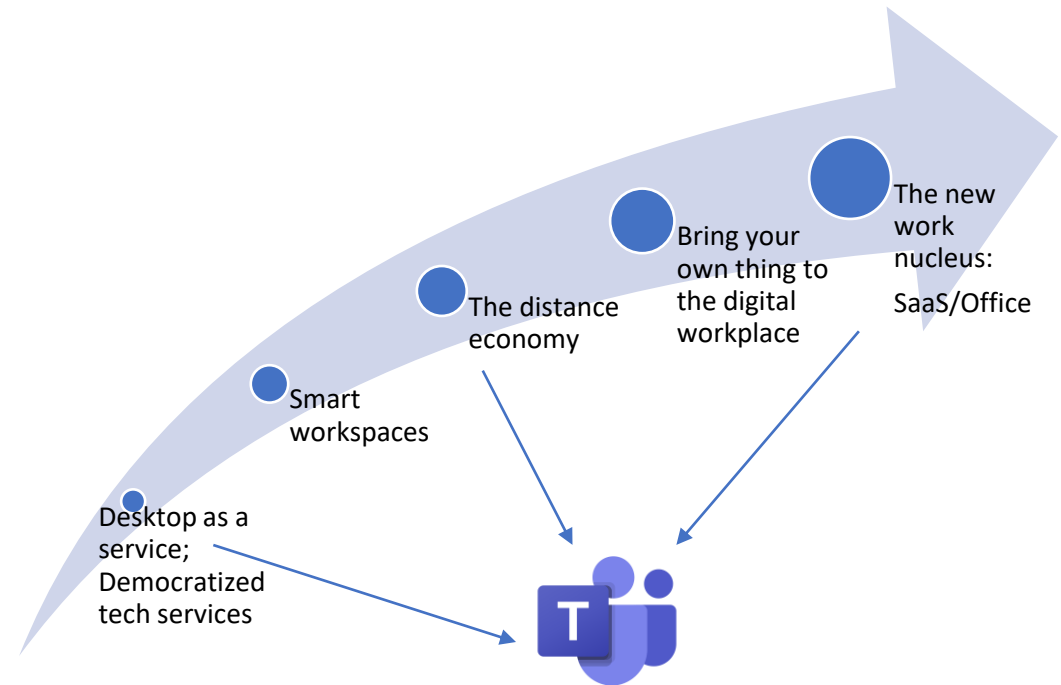 Desktop as a
service;
Democratized
tech services
Smart
workspaces
The distance
economy
Bring your
own thing to
the digital
workplace
The new
work
nucleus:
SaaS/Office
T